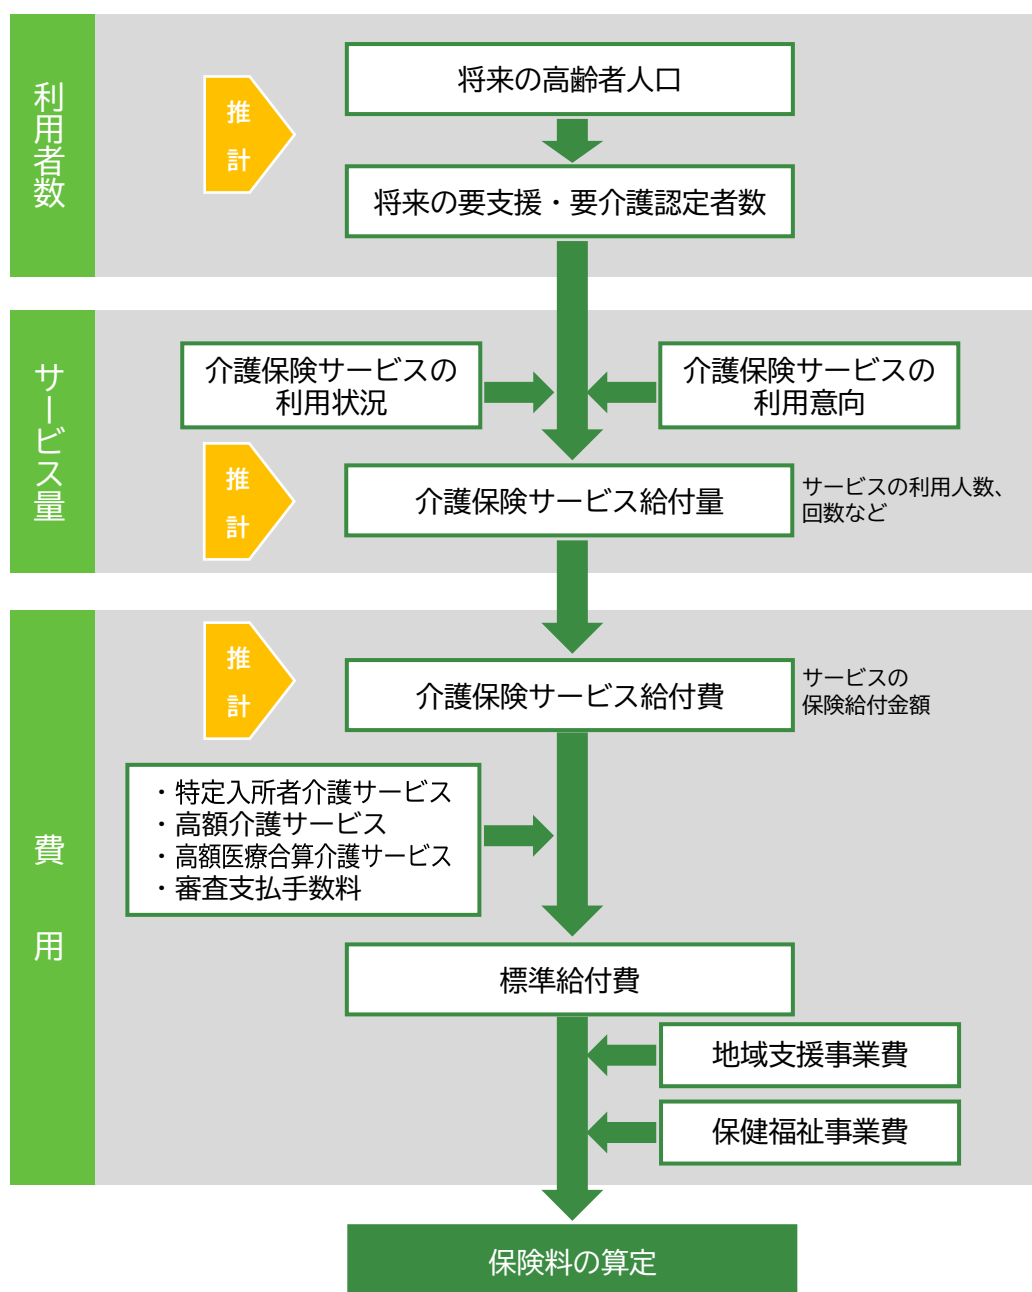 利用者数
推計
将来の高齢者人口
将来の要支援・要介護認定者数
サービス量
介護保険サービスの
利用状況
介護保険サービスの
利用意向
推計
介護保険サービス給付量
サービスの利用人数、
回数など
費用
推計
介護保険サービス給付費
サービスの
保険給付金額
・特定入所者介護サービス
・高額介護サービス
・高額医療合算介護サービス
・審査支払手数料
標準給付費
地域支援事業費
保健福祉事業費
保険料の算定